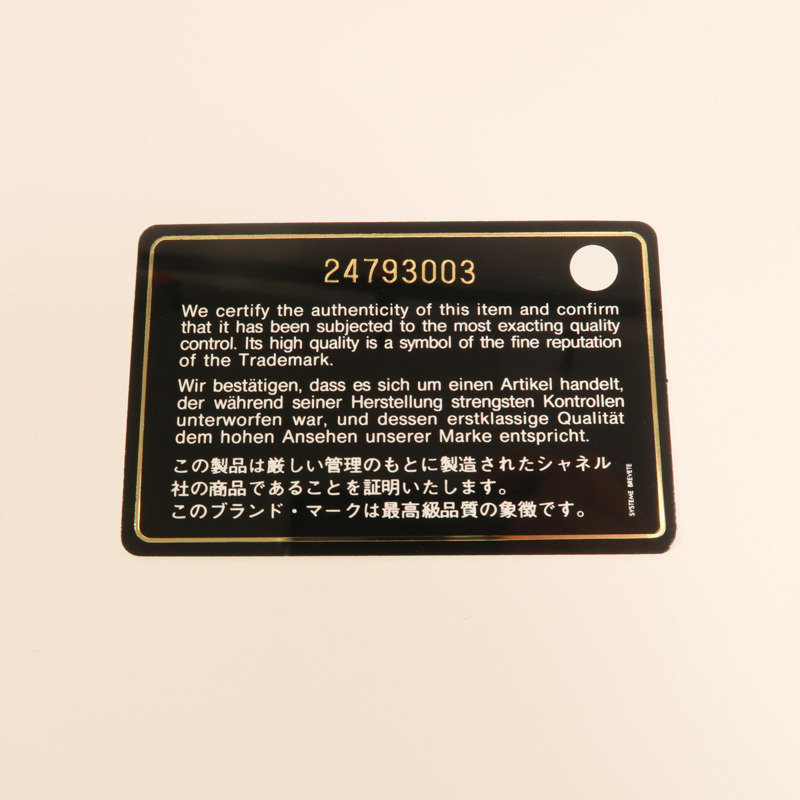 24793003
We certify the authenticity of this item and confirm
that it has been subjected to the most exacting quality
control. Its high quality is a symbol of the fine reputation
of the Trademark.
Wir bestätigen, dass es sich um einen Artikel handelt,
der während seiner Herstellung strengsten Kontrollen
unterworfen war, und dessen erstklassige Qualität
dem hohen Ansehen unserer Marke entspricht.
この製品は厳しい管理のもとに製造されたシャネル
社の商品であることを証明いたします。
このブランド・マークは最高級品質の象徴です。
SYSTEME BREVETE